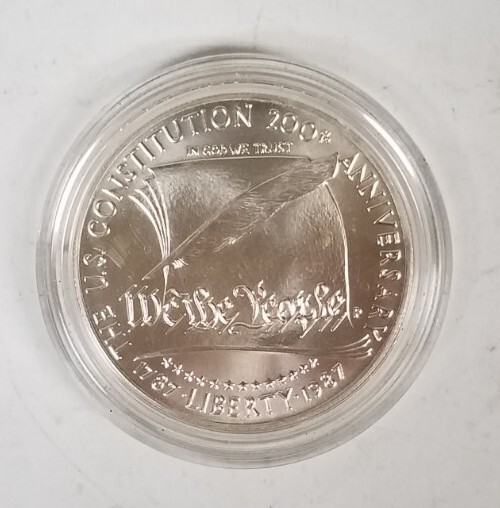 THE U.S. CONSTITUTION 200th ANNIVERSARY
IN GOD WE TRUST
We the People
P
1787 · LIBERTY · 1987